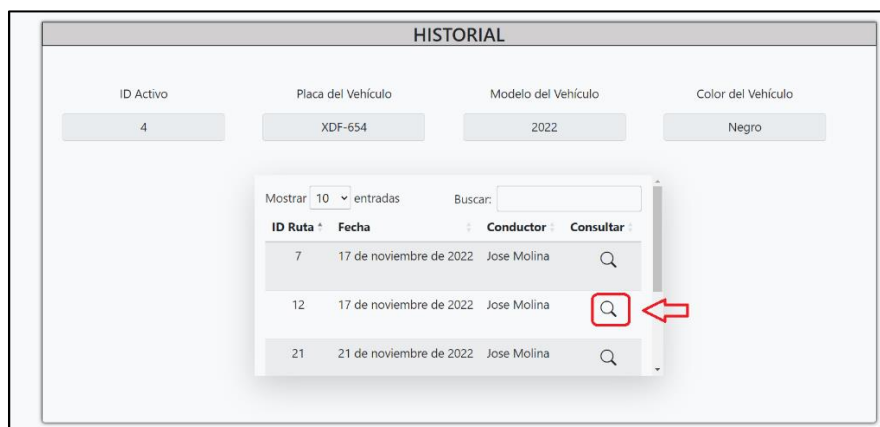 HISTORIAL
ID Activo Placa del Vehículo Modelo del Vehículo Color del Vehículo
4 XDF-654 2022 Negro
Mostrar 10 entradas Buscar:
ID Ruta Fecha Conductor Consultar
7 17 de noviembre de 2022 Jose Molina
12 17 de noviembre de 2022 Jose Molina
21 21 de noviembre de 2022 Jose Molina